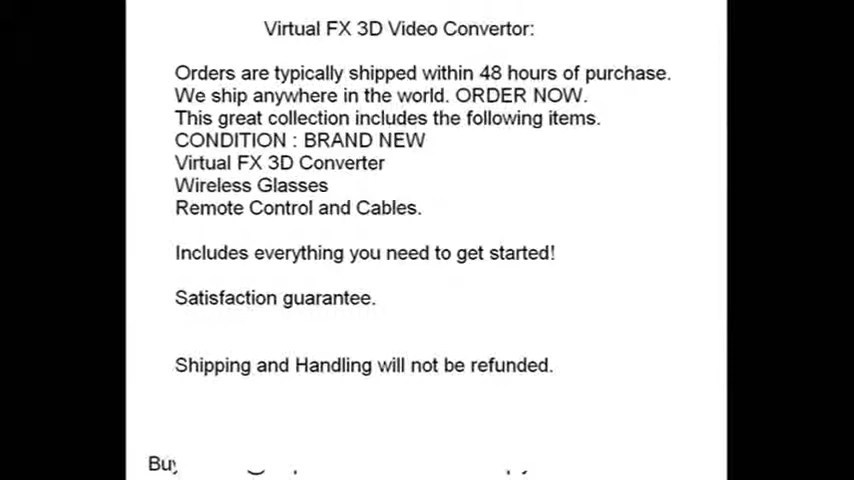 Virtual FX 3D Video Convertor:
Orders are typically shipped within 48 hours of purchase.
We ship anywhere in the world. ORDER NOW.
This great collection includes the following items.
CONDITION : BRAND NEW
Virtual FX 3D Converter
Wireless Glasses
Remote Control and Cables.
Includes everything you need to get started!
Satisfaction guarantee.
Shipping and Handling will not be refunded.